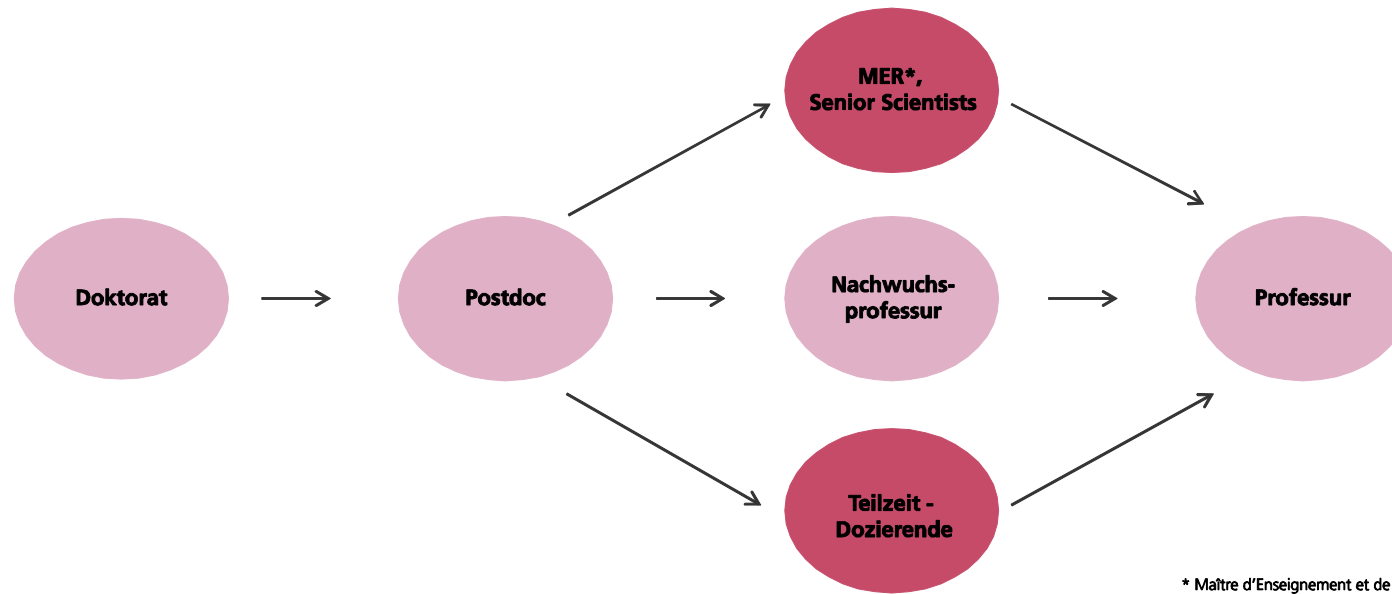 MER*,
Senior Scientists
Doktorat
Postdoc
Nachwuchs-
professur
Professur
Teilzeit -
Dozierende
* Maître d'Enseignement et de